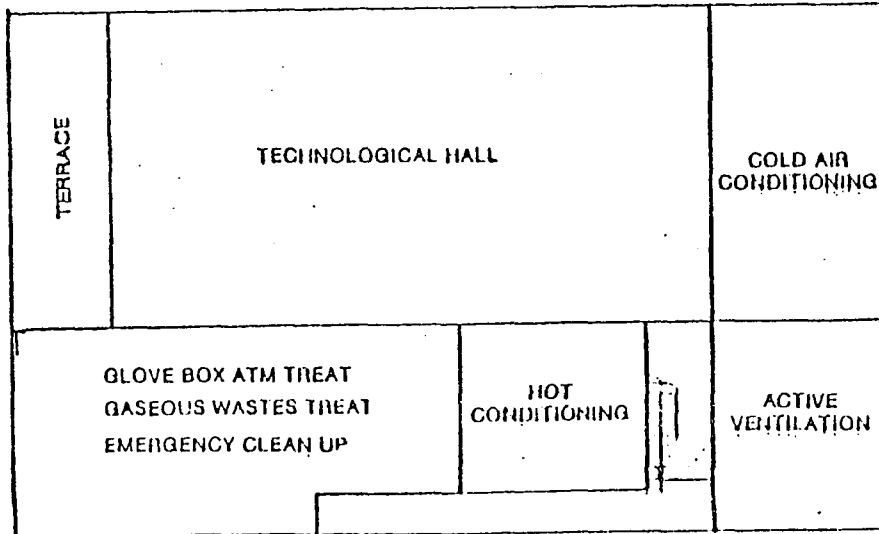 TERRACE
TECHNOLOGICAL HALL
COLD AIR
CONDITIONING
GLOVE BOX ATM TREAT
GASEOUS WASTES TREAT
EMERGENCY CLEAN UP
HOT
CONDITIONING
ACTIVE
VENTILATION